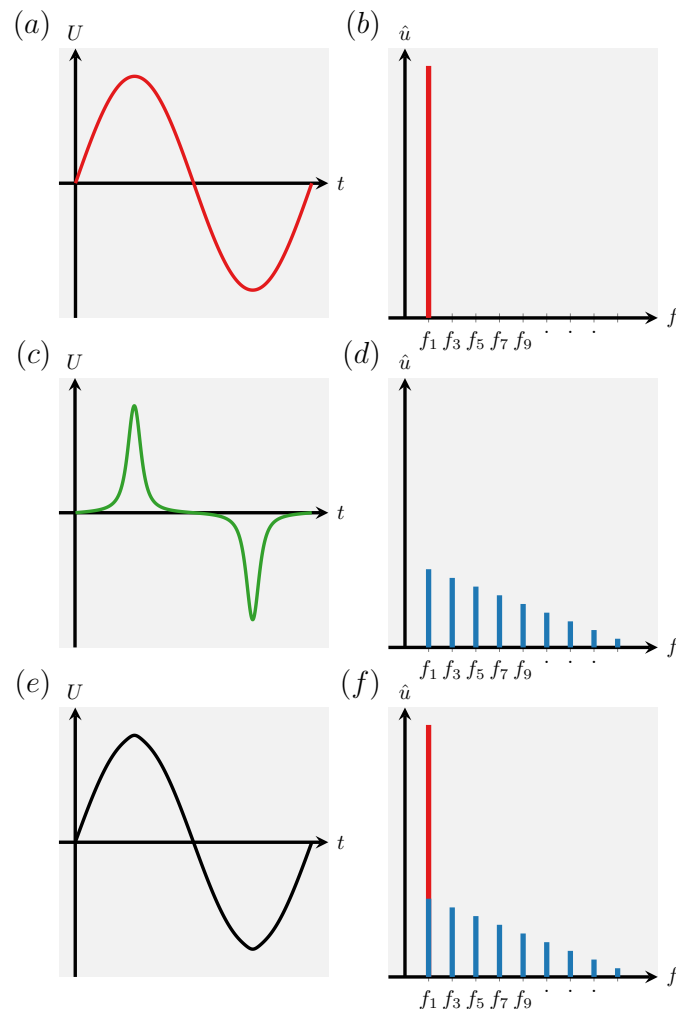 (a) U (b) û
t
f
f₁ f₃ f₅ f₇ f₉ . . .
(c) U (d) û
t
f
f₁ f₃ f₅ f₇ f₉ . . .
(e) U (f) û
t
f
f₁ f₃ f₅ f₇ f₉ . . .